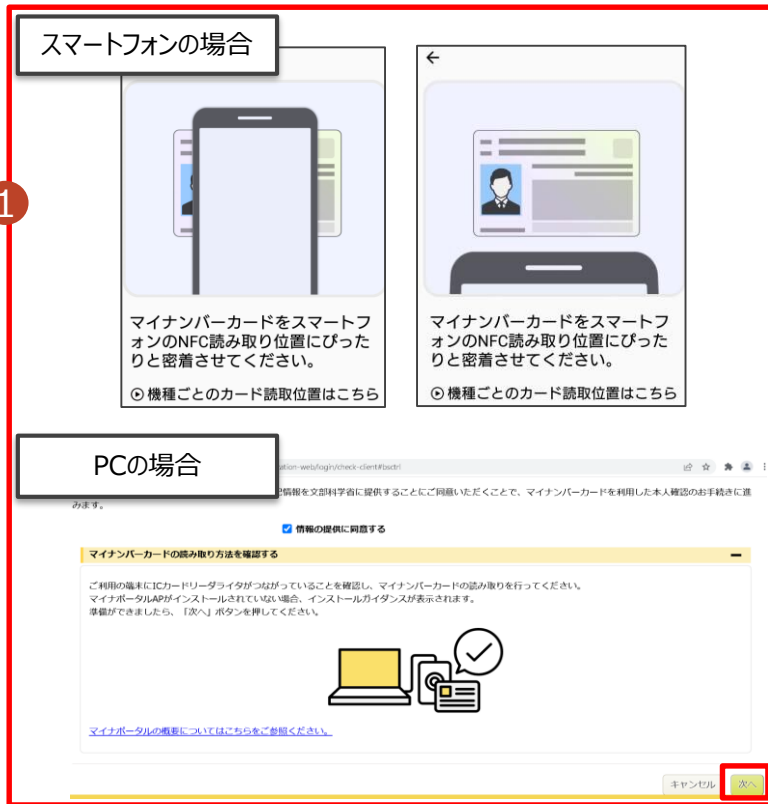 スマートフォンの場合
1
マイナンバーカードをスマートフ
ォンのNFC読み取り位置にぴった
りと密着させてください。
機種ごとのカード読取位置はこちら
マイナンバーカードをスマートフ
ォンのNFC読み取り位置にぴった
りと密着させてください。
機種ごとのカード読取位置はこちら
PCの場合
ation-web/login/check-client#bsctrl
情報を文部科学省に提供することにご同意いただくことで、マイナンバーカードを利用した本人確認のお手続きに進
みます。
情報の提供に同意する
マイナンバーカードの読み取り方法を確認する
ご利用の端末にICカードリーダライタがつながっていることを確認し、マイナンバーカードの読み取りを行ってください。
マイナポータルAPがインストールされていない場合、インストールガイダンスが表示されます。
準備ができましたら、「次へ」ボタンを押してください。
マイナポータルの概要についてはこちらをご参照ください。
キャンセル
次へ